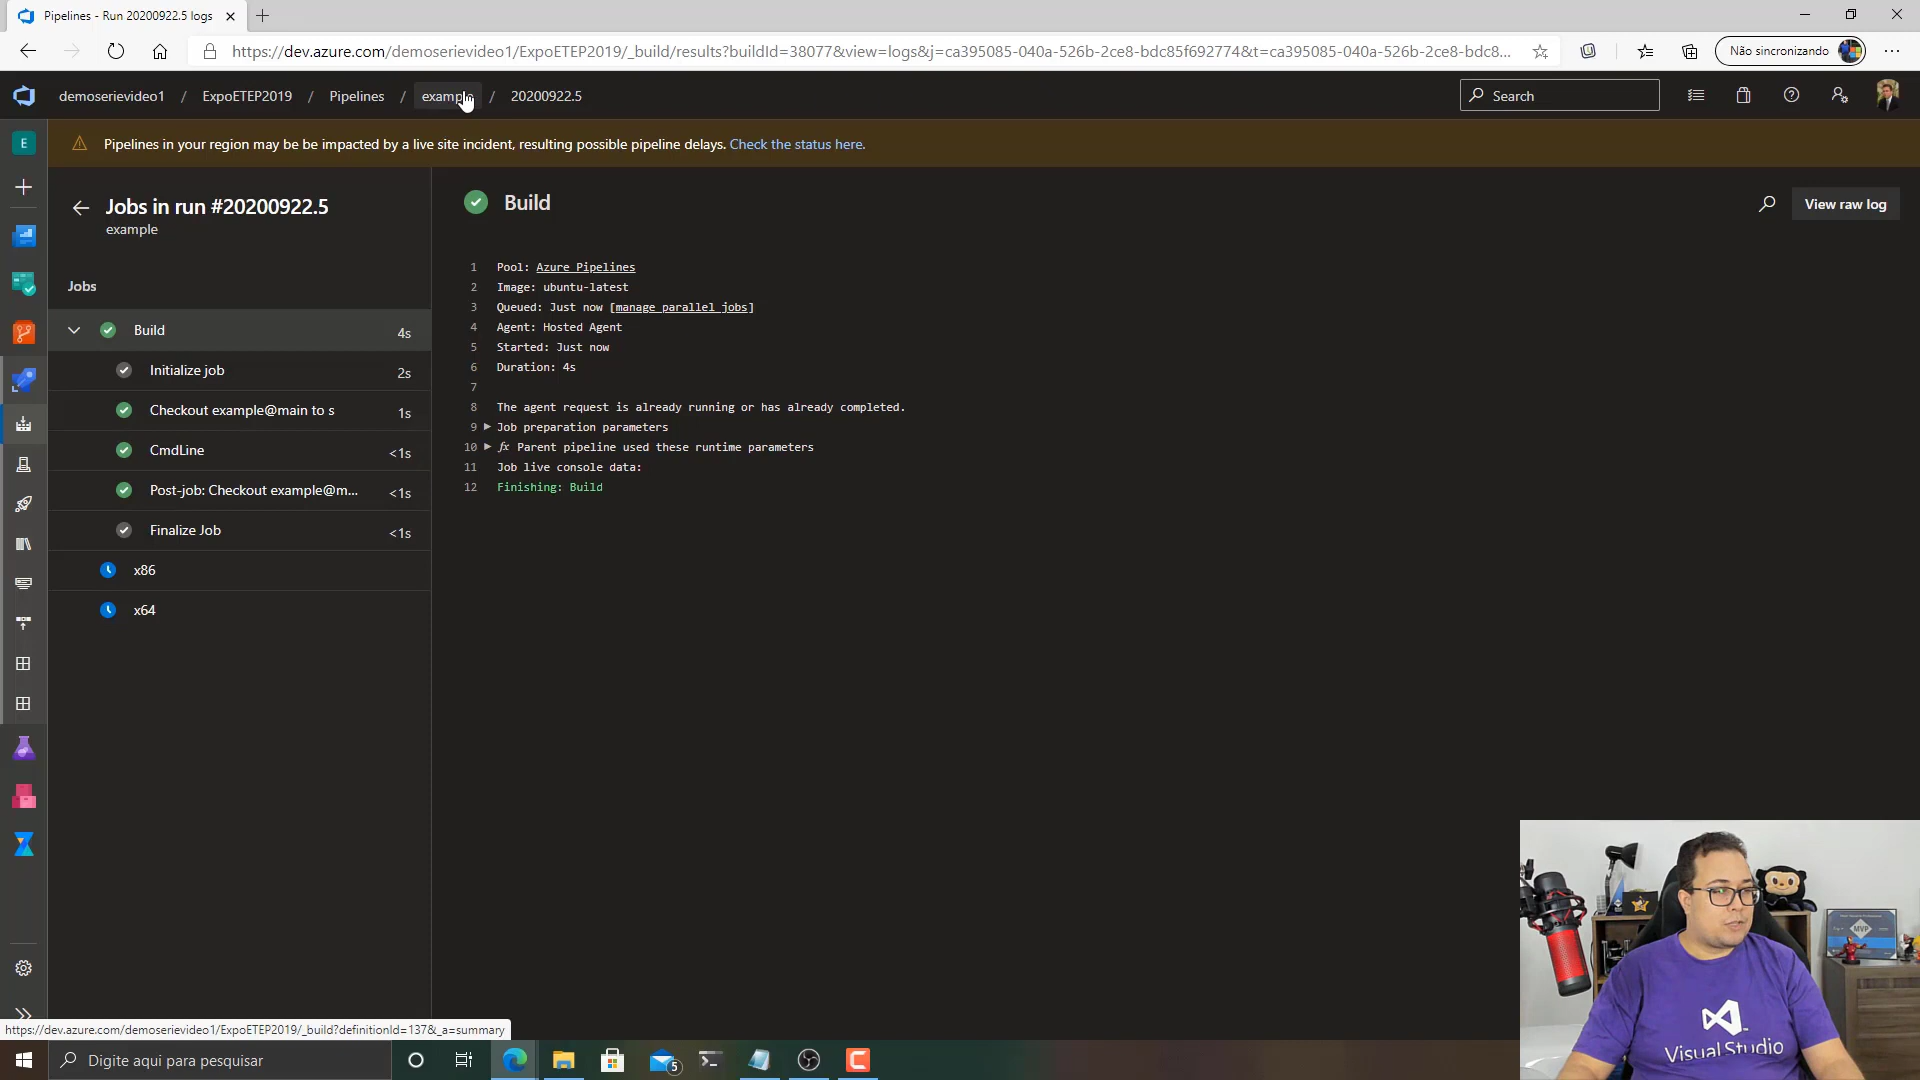 Pipelines - Run 20200922.5 logs
https://dev.azure.com/demoserievideo1/ExpoETEP2019/_build/results?buildId=38077&view=logs&j=ca395085-040a-526b-2ce8-bdc85f692774&t=ca395085-040a-526b-2ce8-bdc8...
Não sincronizando
demoserievideo1 / ExpoETEP2019 / Pipelines / example / 20200922.5
Search
E
Pipelines in your region may be be impacted by a live site incident, resulting possible pipeline delays. Check the status here.
Jobs in run #20200922.5
example
Jobs
Build 4s
Initialize job 2s
Checkout example@main to s 1s
CmdLine <1s
Post-job: Checkout example@m... <1s
Finalize Job <1s
x86
x64
Build
View raw log
1 Pool: Azure Pipelines
2 Image: ubuntu-latest
3 Queued: Just now [manage parallel jobs]
4 Agent: Hosted Agent
5 Started: Just now
6 Duration: 4s
7
8 The agent request is already running or has already completed.
9 Job preparation parameters
10 fx Parent pipeline used these runtime parameters
11 Job live console data:
12 Finishing: Build
MVP
Visual Studio
https://dev.azure.com/demoserievideo1/ExpoETEP2019/_build?definitionId=137&_a=summary
Digite aqui para pesquisar
5